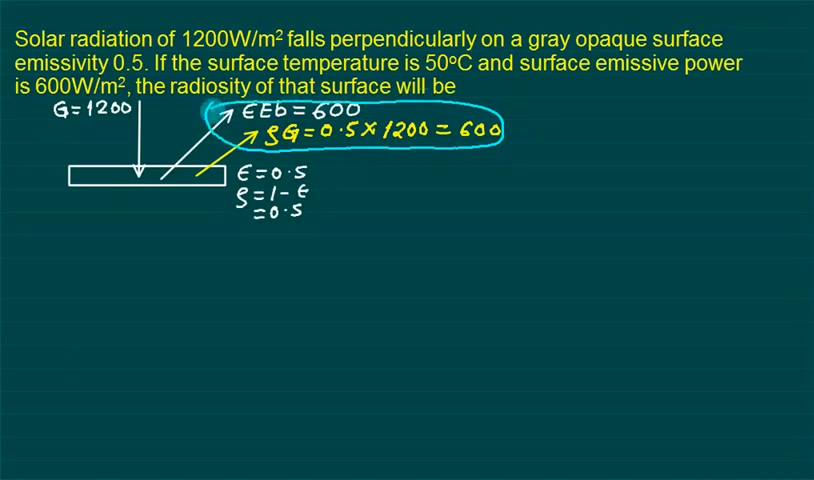 Solar radiation of 1200W/m² falls perpendicularly on a gray opaque surface
emissivity 0.5. If the surface temperature is 50ºC and surface emissive power
is 600W/m², the radiosity of that surface will be
G=1200
ϵEb=600
ρG=0.5×1200=600
ϵ=0.5
ρ=1-ϵ
=0.5